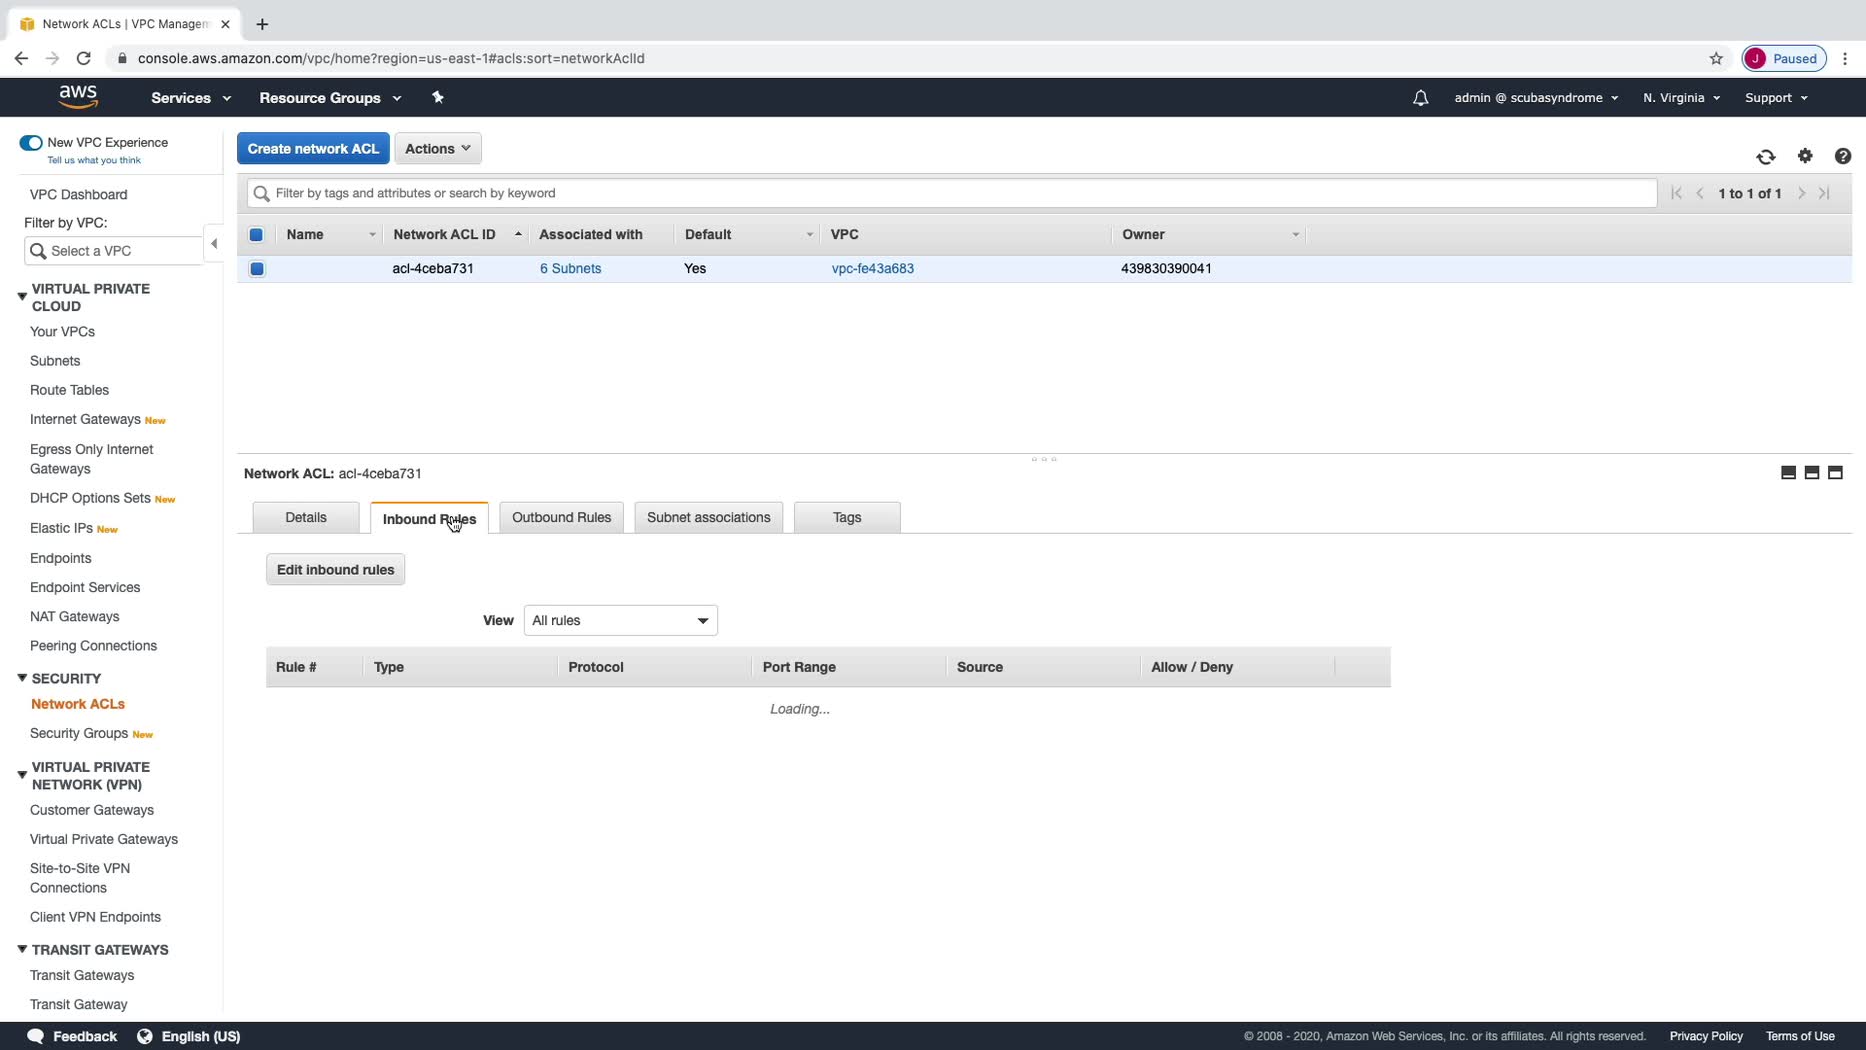 Network ACLs | VPC Managem
console.aws.amazon.com/vpc/home?region=us-east-1#acls:sort=networkAclId
J Paused
aws Services Resource Groups admin @ scubasyndrome N. Virginia Support
New VPC Experience
Tell us what you think
VPC Dashboard
Filter by VPC:
Select a VPC
VIRTUAL PRIVATE
CLOUD
Your VPCs
Subnets
Route Tables
Internet Gateways New
Egress Only Internet
Gateways
DHCP Options Sets New
Elastic IPs New
Endpoints
Endpoint Services
NAT Gateways
Peering Connections
SECURITY
Network ACLs
Security Groups New
VIRTUAL PRIVATE
NETWORK (VPN)
Customer Gateways
Virtual Private Gateways
Site-to-Site VPN
Connections
Client VPN Endpoints
TRANSIT GATEWAYS
Transit Gateways
Transit Gateway
Create network ACL Actions
Filter by tags and attributes or search by keyword 1 to 1 of 1
Name Network ACL ID Associated with Default VPC Owner
acl-4ceba731 6 Subnets Yes vpc-fe43a683 439830390041
Network ACL: acl-4ceba731
Details Inbound Rules Outbound Rules Subnet associations Tags
Edit inbound rules
View All rules
Rule # Type Protocol Port Range Source Allow / Deny
Loading...
Feedback English (US) © 2008 - 2020, Amazon Web Services, Inc. or its affiliates. All rights reserved. Privacy Policy Terms of Use